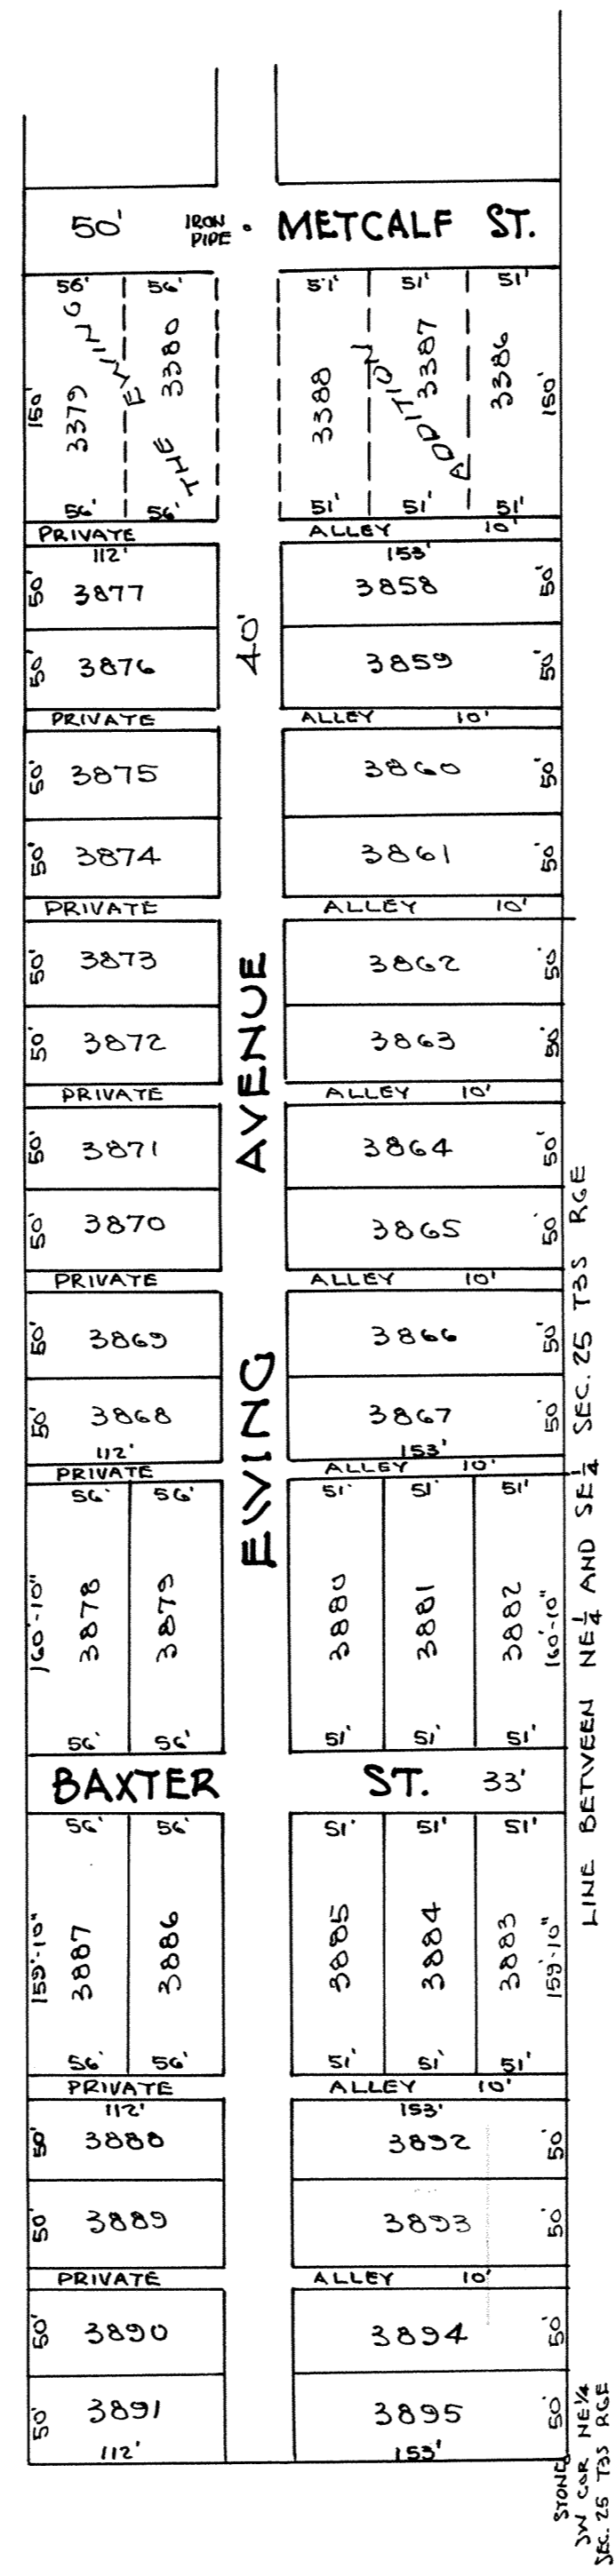 50' IRON PIPE METCALF ST.
56' 56' 51' 51' 51'
150' 3379 3380 3388 3387 3386 150'
THE EWING ADDITION
56' 56' 51' 51' 51'
PRIVATE ALLEY 10'
112' 153'
50' 3877 3858 50'
40'
50' 3876 3859 50'
PRIVATE ALLEY 10'
50' 3875 3860 50'
50' 3874 3861 50'
PRIVATE ALLEY 10'
50' 3873 3862 50'
50' 3872 3863 50'
PRIVATE ALLEY 10'
50' 3871 3864 50'
50' 3870 3865 50'
PRIVATE ALLEY 10'
50' 3869 3866 50'
50' 3868 3867 50'
112' 153'
EWING AVENUE
PRIVATE ALLEY 10'
56' 56' 51' 51' 51'
160'-10" 3878 3879 3880 3881 3882 160'-10"
56' 56' 51' 51' 51'
BAXTER ST. 33'
56' 56' 51' 51' 51'
159'-10" 3887 3886 3885 3884 3883 159'-10"
56' 56' 51' 51' 51'
PRIVATE ALLEY 10'
112' 153'
50' 3888 3892 50'
50' 3889 3893 50'
PRIVATE ALLEY 10'
50' 3890 3894 50'
50' 3891 3895 50'
112' 153'
LINE BETWEEN NE¼ AND SE¼ SEC. 25 T3S RGE
STONE
SW COR NE¼
SEC. 25 T3S RGE